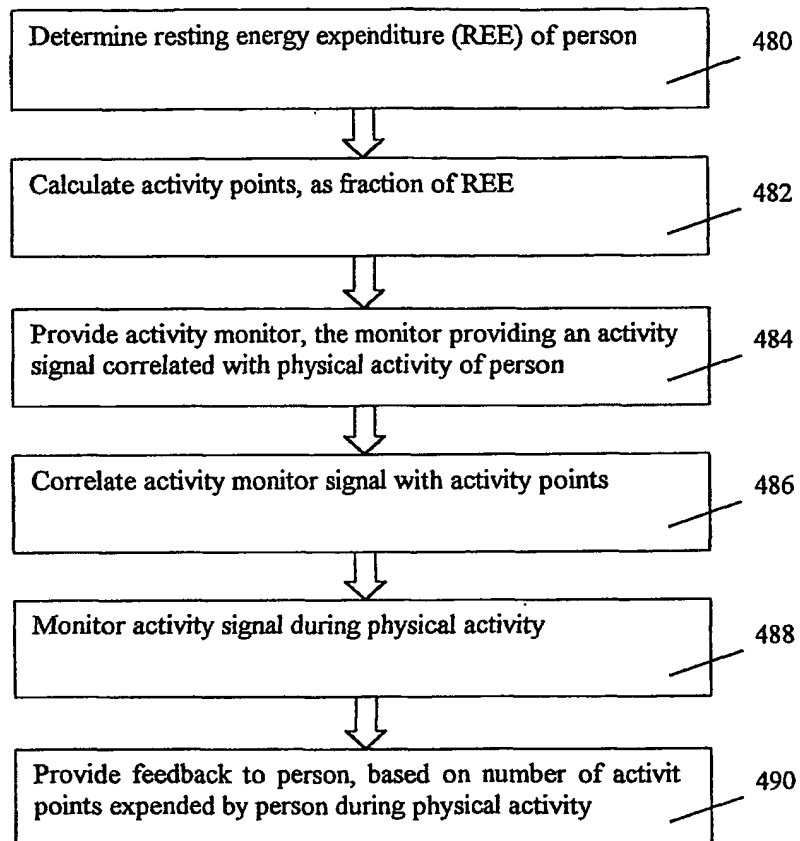 Determine resting energy expenditure (REE) of person
480
Calculate activity points, as fraction of REE
482
Provide activity monitor, the monitor providing an activity
signal correlated with physical activity of person
484
Correlate activity monitor signal with activity points
486
Monitor activity signal during physical activity
488
Provide feedback to person, based on number of activit
points expended by person during physical activity
490